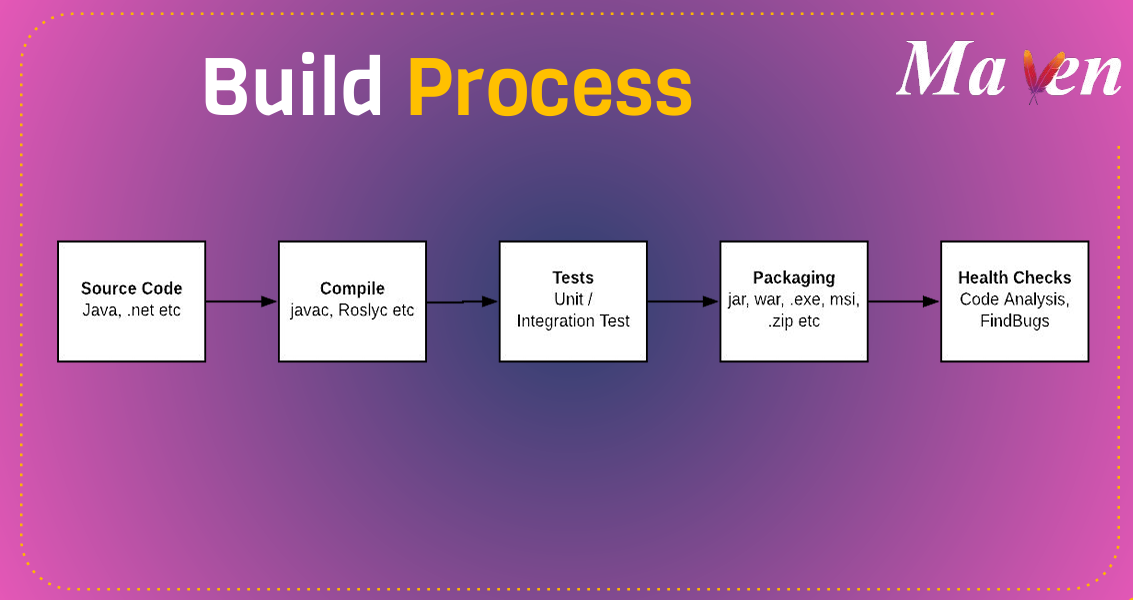 Build Process
Maven
Source Code
Java, .net etc
Compile
javac, Roslyc etc
Tests
Unit /
Integration Test
Packaging
jar, war, .exe, msi,
.zip etc
Health Checks
Code Analysis,
FindBugs